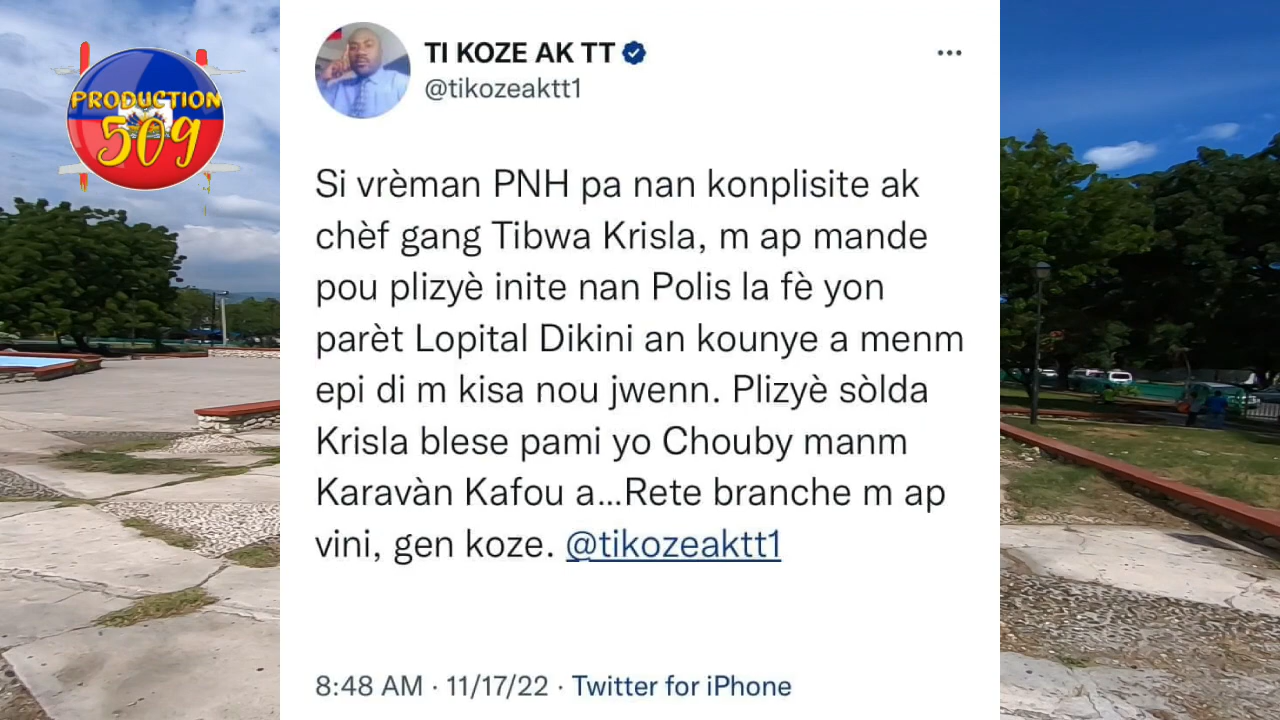 PRODUCTION
509
TI KOZE AK TT
@tikozeaktt1
Si vrèman PNH pa nan konplisite ak
chèf gang Tibwa Krisla, m ap mande
pou plizyè inite nan Polis la fè yon
parèt Lopital Dikini an kounye a menm
epi di m kisa nou jwenn. Plizyè sòlda
Krisla blese pami yo Chouby manm
Karavàn Kafou a...Rete branche m ap
vini, gen koze. @tikozeaktt1
8:48 AM · 11/17/22 · Twitter for iPhone